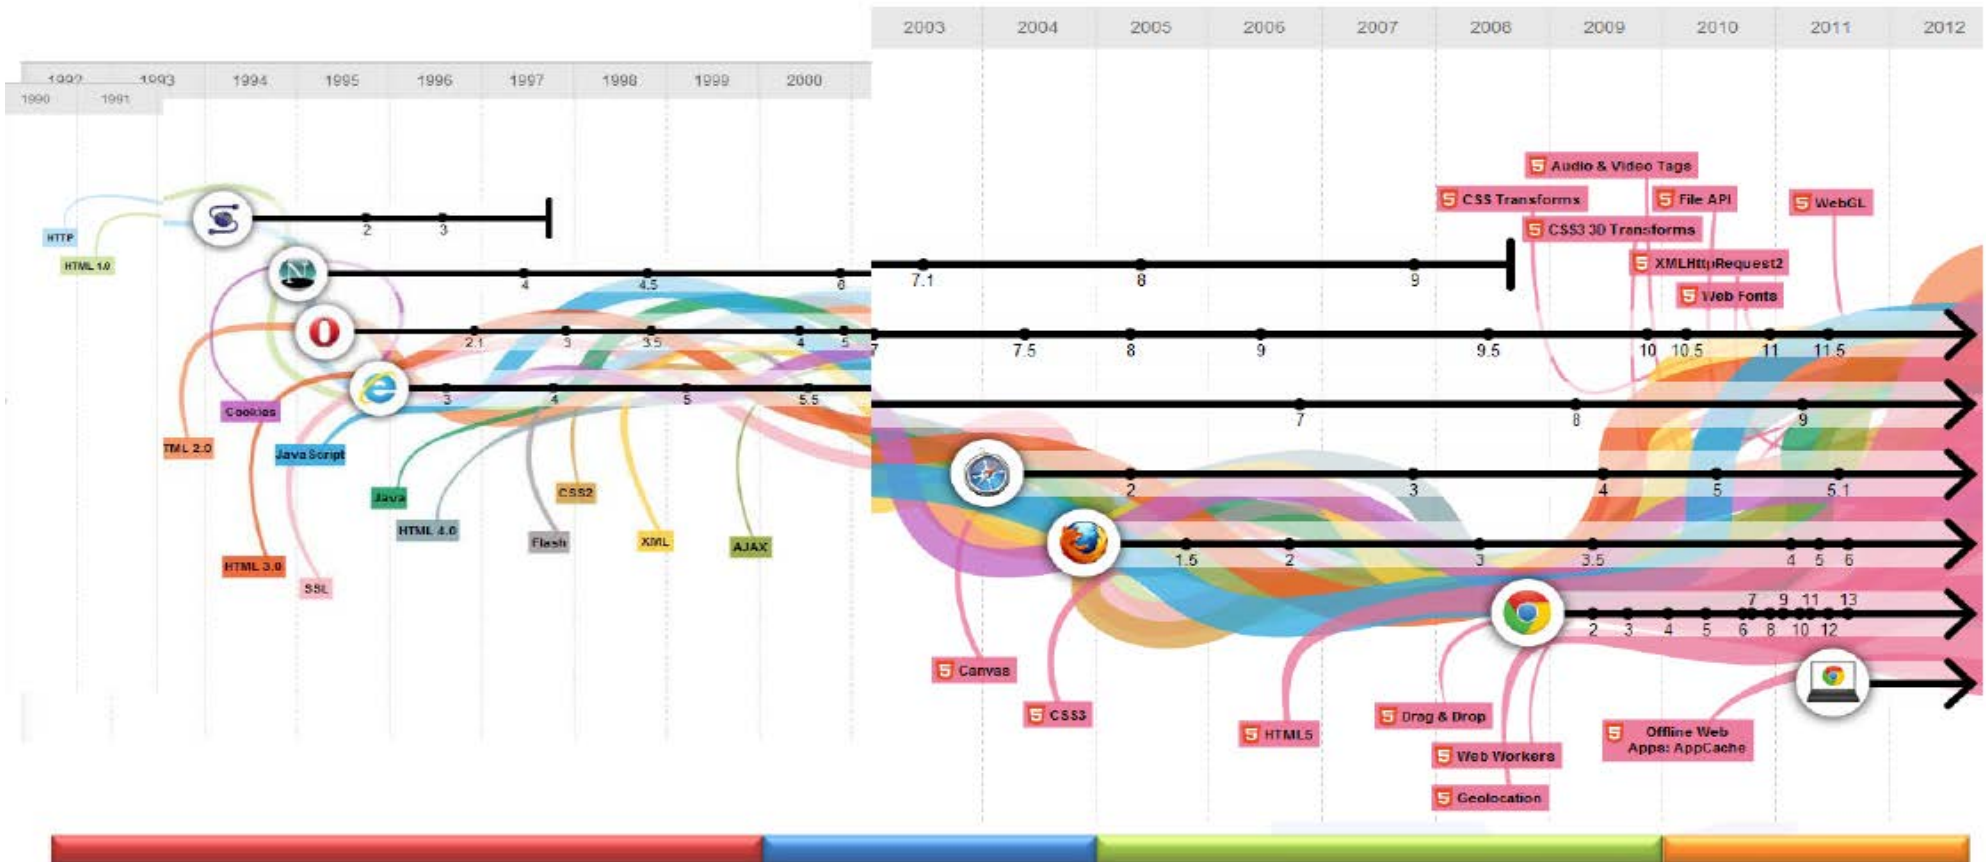 2003 2004 2005 2006 2007 2008 2009 2010 2011 2012
1992 1993 1994 1995 1996 1997 1998 1999 2000
1990 1991
Audio & Video Tags
CSS Transforms
File API
WebGL
CSS3 3D Transforms
XMLHttpRequest2
Web Fonts
HTTP
HTML 1.0
2 3
4 4.5 6 7.1 8 9
2.1 3 3.5 4 5 7 7.5 8 9 9.5 10 10.5 11 11.5
3 4 5 5.5 7 8 9
2 3 4 5 5.1
1.5 2 3 3.5 4 5 6
7 9 11 13
2 3 4 5 6 8 10 12
Cookies
TML 2.0
JavaScript
Java
HTML 4.0
CSS2
Flash
XML
AJAX
HTML 3.0
SSL
Canvas
CSS3
HTML5
Drag & Drop
Web Workers
Geolocation
Offline Web
Apps: AppCache